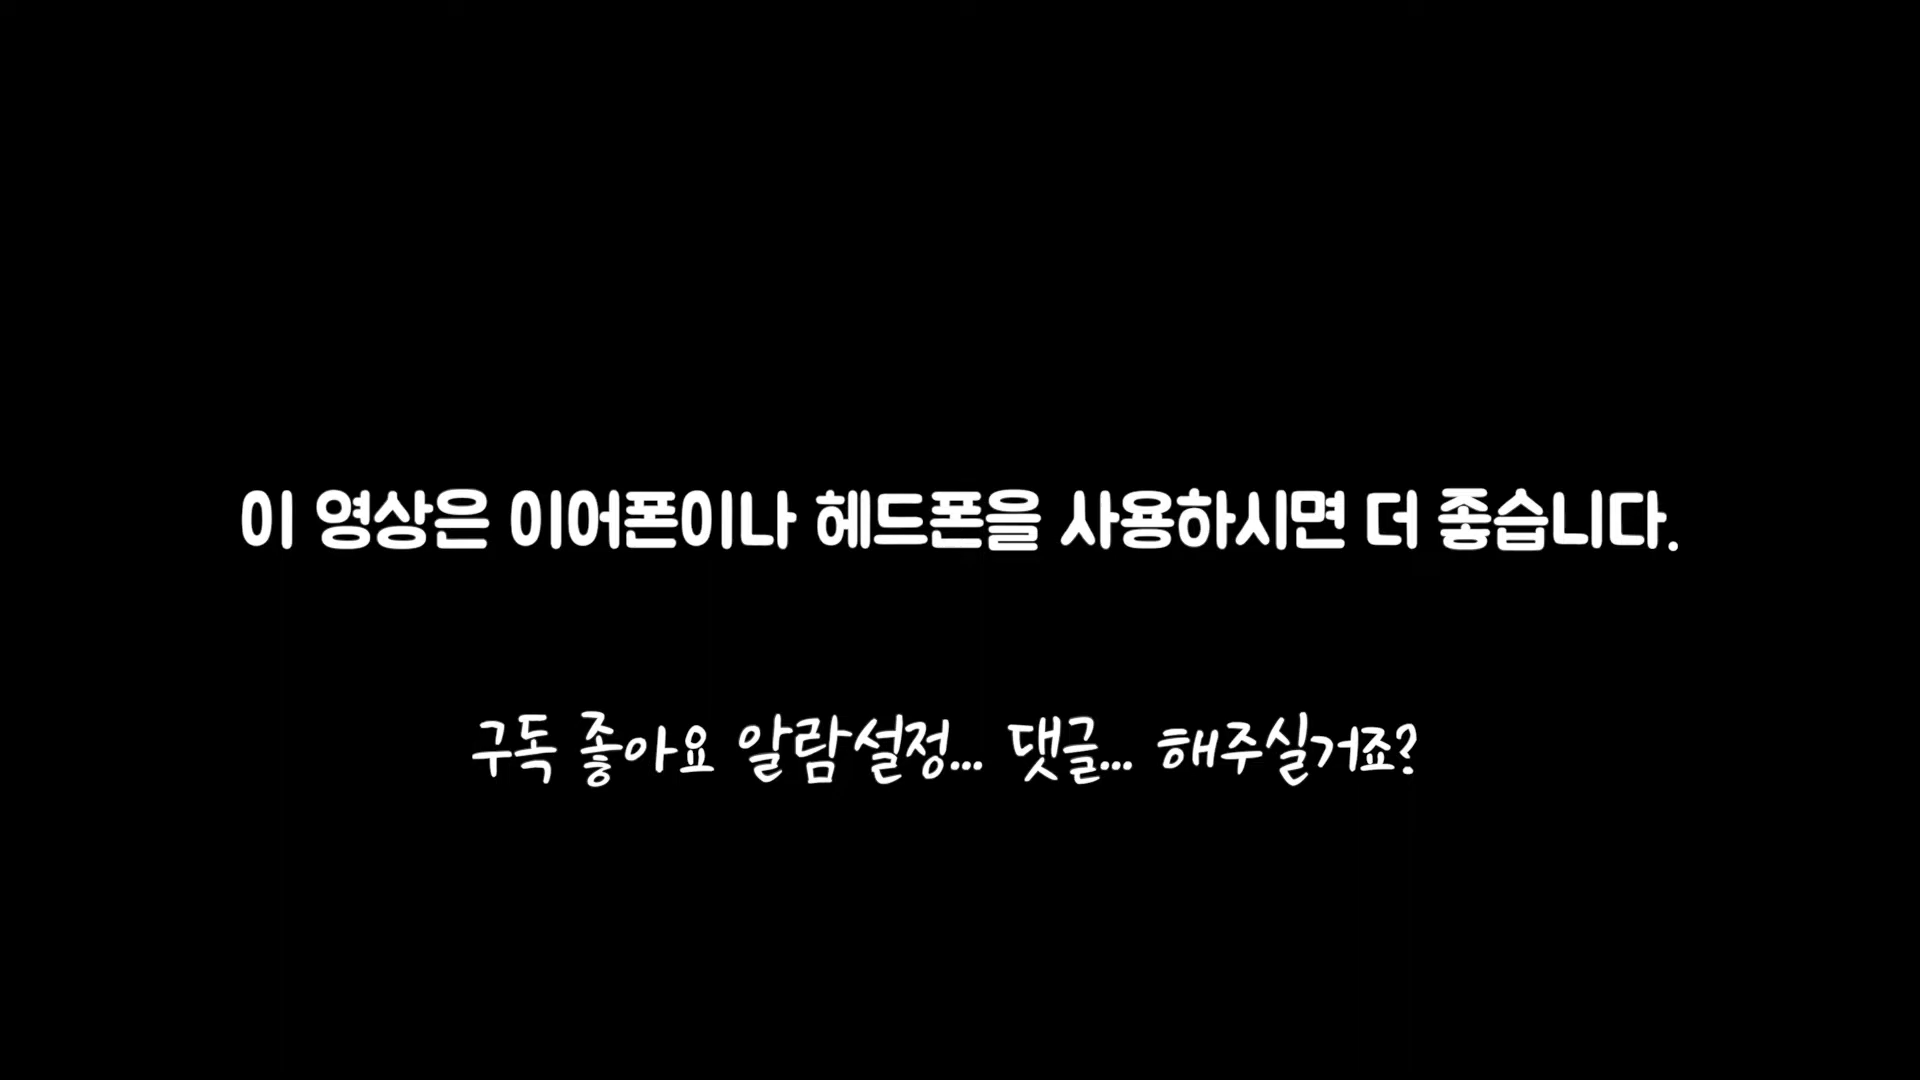 이 영상은 이어폰이나 헤드폰을 사용하시면 더 좋습니다.
구독 좋아요 알람설정... 댓글... 해주실거죠?